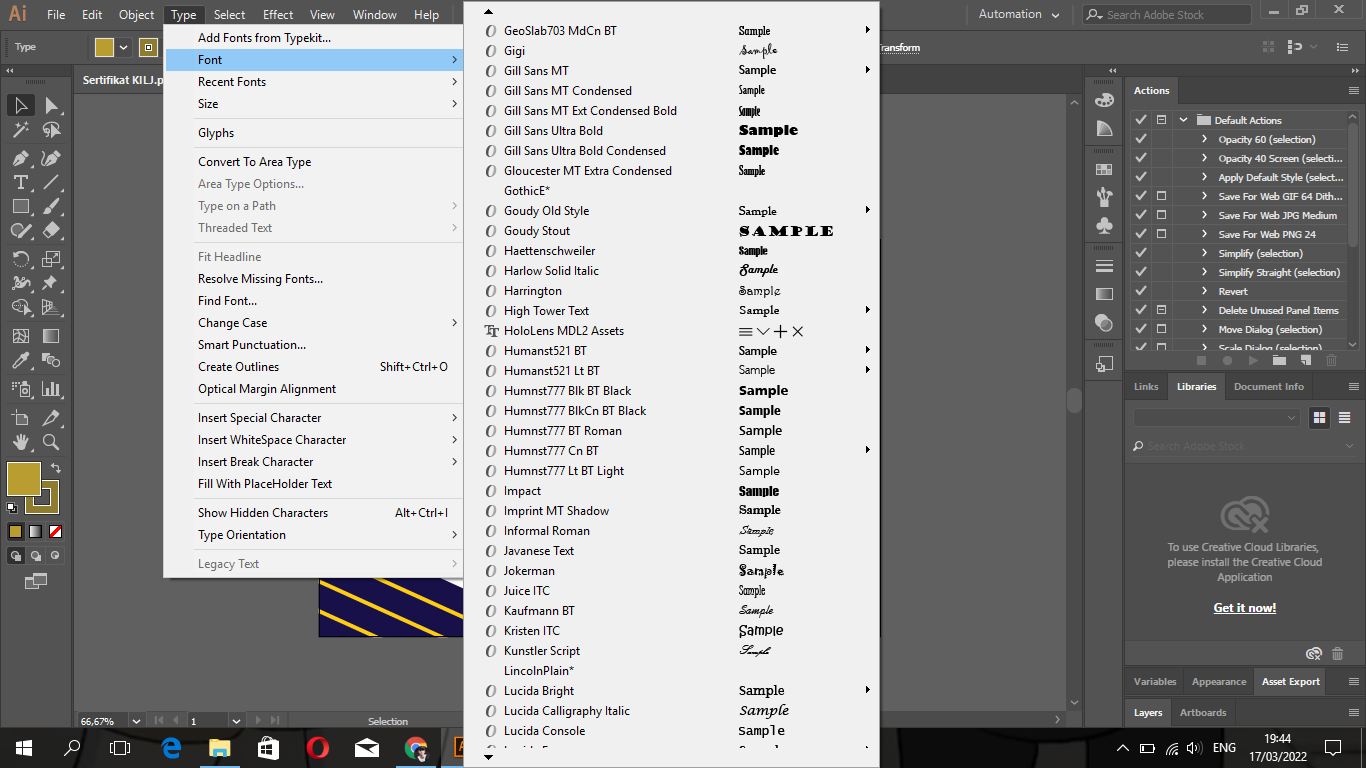 Ai File Edit Object Type Select Effect View Window Help
Automation
Search Adobe Stock
Type
Transform
Sertifikat KILJ.p
Add Fonts from Typekit...
Font
Recent Fonts
Size
Glyphs
Convert To Area Type
Area Type Options...
Type on a Path
Threaded Text
Fit Headline
Resolve Missing Fonts...
Find Font...
Change Case
Smart Punctuation...
Create Outlines Shift+Ctrl+O
Optical Margin Alignment
Insert Special Character
Insert WhiteSpace Character
Insert Break Character
Fill With PlaceHolder Text
Show Hidden Characters Alt+Ctrl+I
Type Orientation
Legacy Text
GeoSlab703 MdCn BT Sample
Gigi Sample
Gill Sans MT Sample
Gill Sans MT Condensed Sample
Gill Sans MT Ext Condensed Bold Sample
Gill Sans Ultra Bold Sample
Gill Sans Ultra Bold Condensed Sample
Gloucester MT Extra Condensed Sample
GothicE*
Goudy Old Style Sample
Goudy Stout SAMPLE
Haettenschweiler Sample
Harlow Solid Italic Sample
Harrington Sample
High Tower Text Sample
HoloLens MDL2 Assets
Humanst521 BT Sample
Humanst521 Lt BT Sample
Humnst777 Blk BT Black Sample
Humnst777 BlkCn BT Black Sample
Humnst777 BT Roman Sample
Humnst777 Cn BT Sample
Humnst777 Lt BT Light Sample
Impact Sample
Imprint MT Shadow Sample
Informal Roman Sample
Javanese Text Sample
Jokerman Sample
Juice ITC Sample
Kaufmann BT Sample
Kristen ITC Sample
Kunstler Script Sample
LincolnPlain*
Lucida Bright Sample
Lucida Calligraphy Italic Sample
Lucida Console Sample
Actions
Default Actions
Opacity 60 (selection)
Opacity 40 Screen (selecti...
Apply Default Style (select...
Save For Web GIF 64 Dith...
Save For Web JPG Medium
Save For Web PNG 24
Simplify (selection)
Simplify Straight (selection)
Revert
Delete Unused Panel Items
Move Dialog (selection)
Scale Dialog (selection)
Links Libraries Document Info
Search Adobe Stock
To use Creative Cloud Libraries,
please install the Creative Cloud
Application
Get it now!
Variables Appearance Asset Export
Layers Artboards
66,67% 1 Selection
Ai
ENG
19:44
17/03/2022